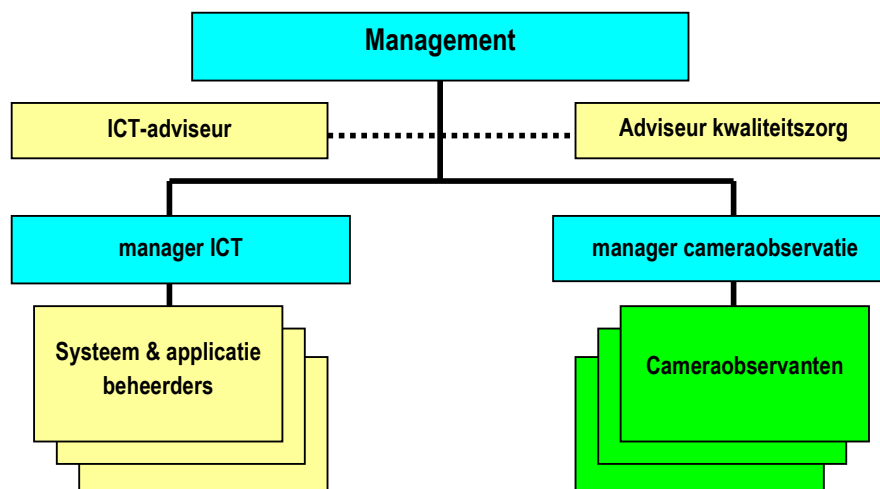 Management
ICT-adviseur
Adviseur kwaliteitszorg
manager ICT
manager cameraobservatie
Systeem & applicatie
beheerders
Cameraobservanten